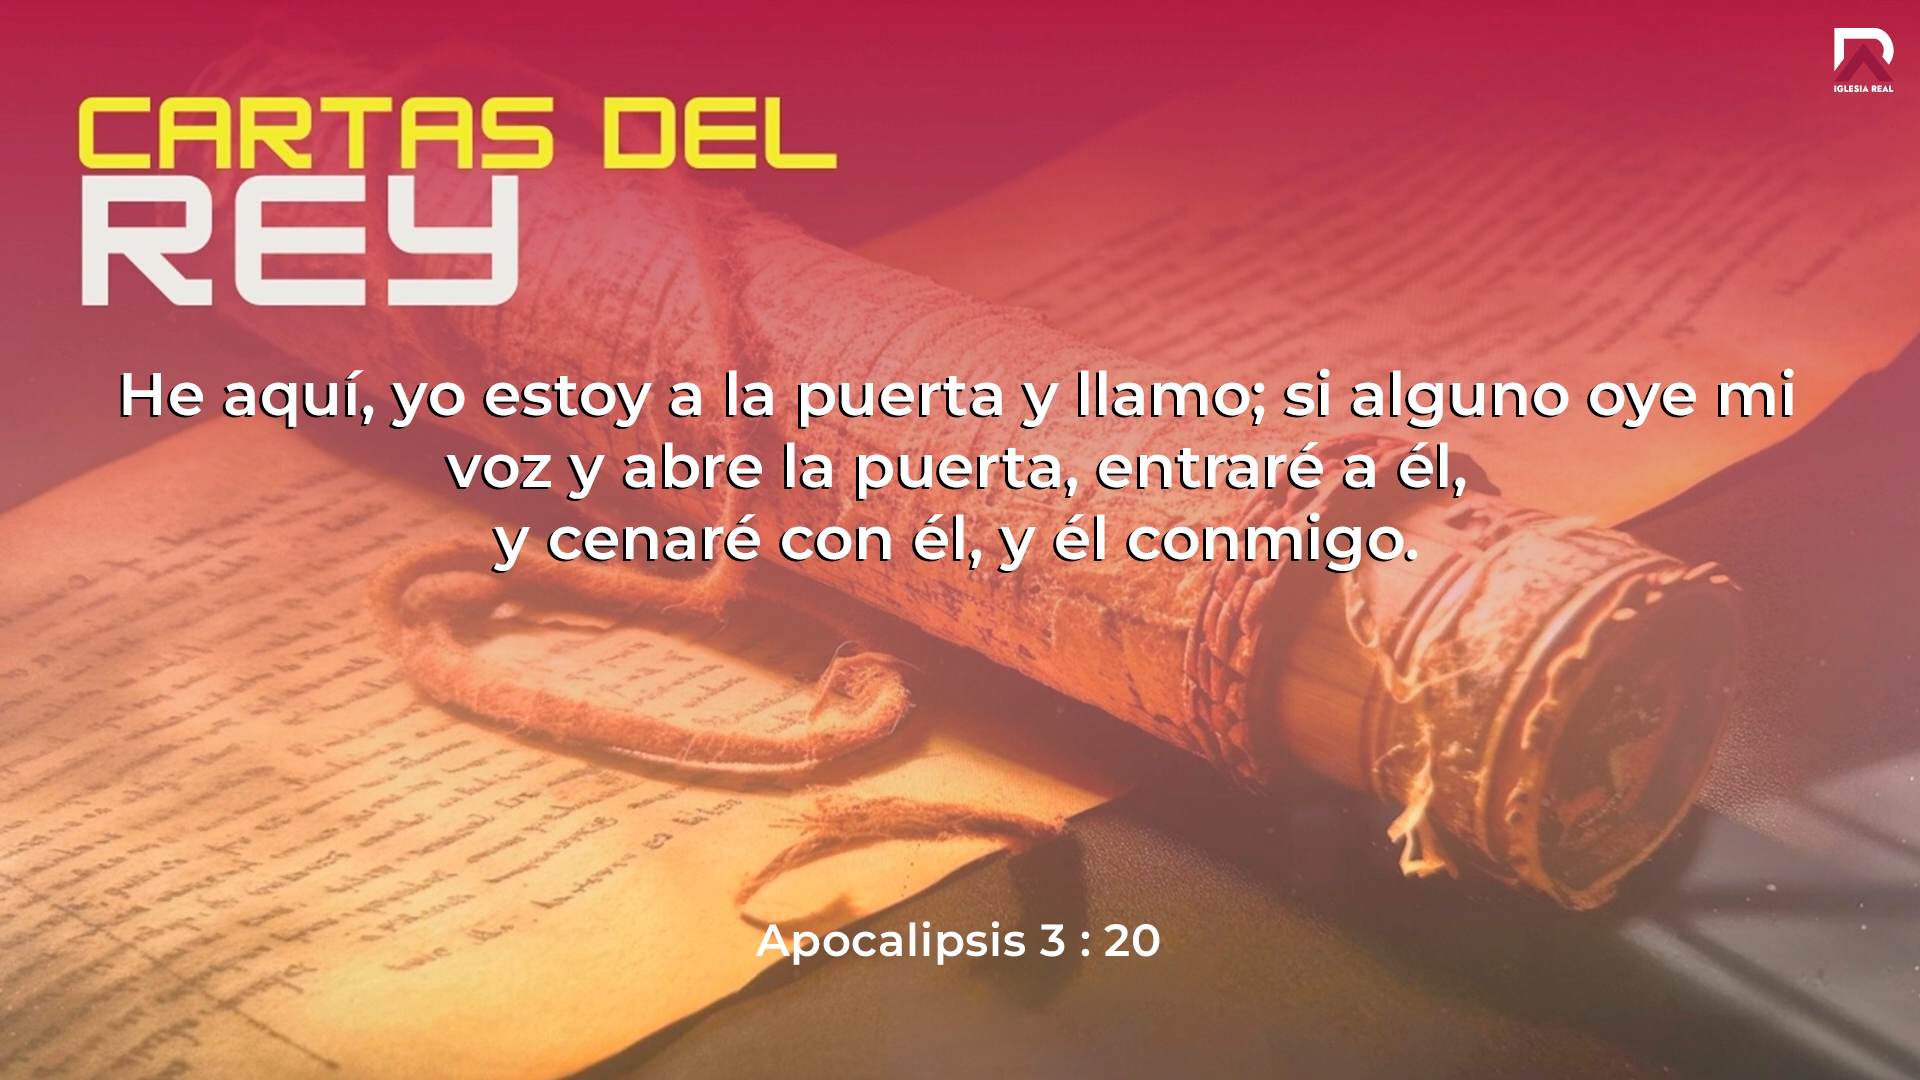 IGLESIA REAL
CARTAS DEL
REY
He aquí, yo estoy a la puerta y llamo; si alguno oye mi
voz y abre la puerta, entraré a él,
y cenaré con él, y él conmigo.
Apocalipsis 3 : 20